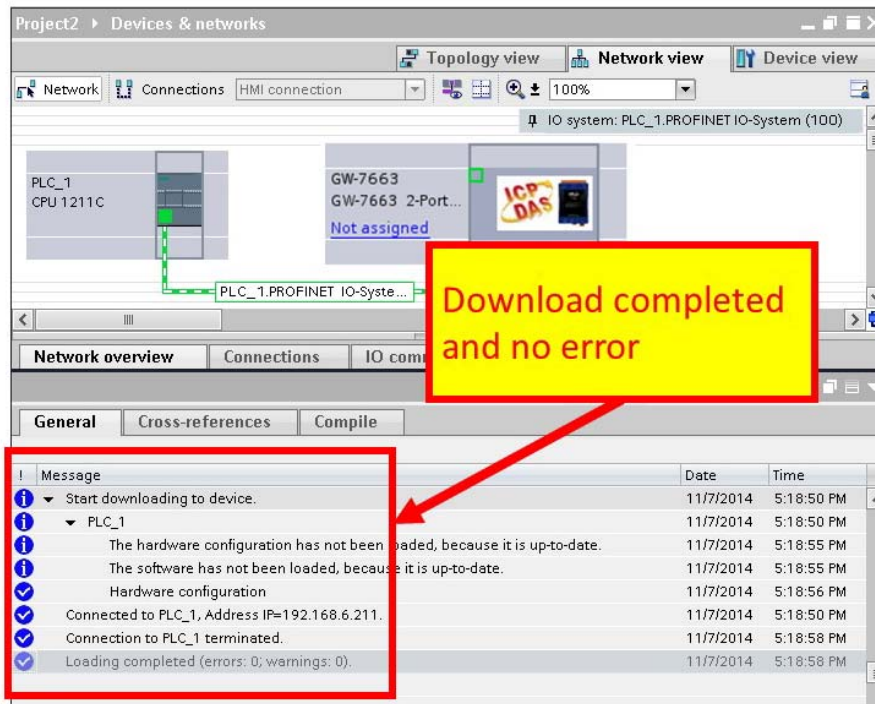 Project2 ▸ Devices & networks
Topology view Network view Device view
Network Connections HMI connection 100%
IO system: PLC_1.PROFINET IO-System (100)
PLC_1
CPU 1211C
GW-7663
GW-7663 2-Port...
Not assigned
ICP
DAS
PLC_1.PROFINET IO-Syste...
Download completed
and no error
Network overview Connections IO com
General Cross-references Compile
! Message Date Time
Start downloading to device. 11/7/2014 5:18:50 PM
PLC_1 11/7/2014 5:18:50 PM
The hardware configuration has not been loaded, because it is up-to-date. 11/7/2014 5:18:55 PM
The software has not been loaded, because it is up-to-date. 11/7/2014 5:18:55 PM
Hardware configuration 11/7/2014 5:18:56 PM
Connected to PLC_1, Address IP=192.168.6.211. 11/7/2014 5:18:50 PM
Connection to PLC_1 terminated. 11/7/2014 5:18:58 PM
Loading completed (errors: 0; warnings: 0). 11/7/2014 5:18:58 PM